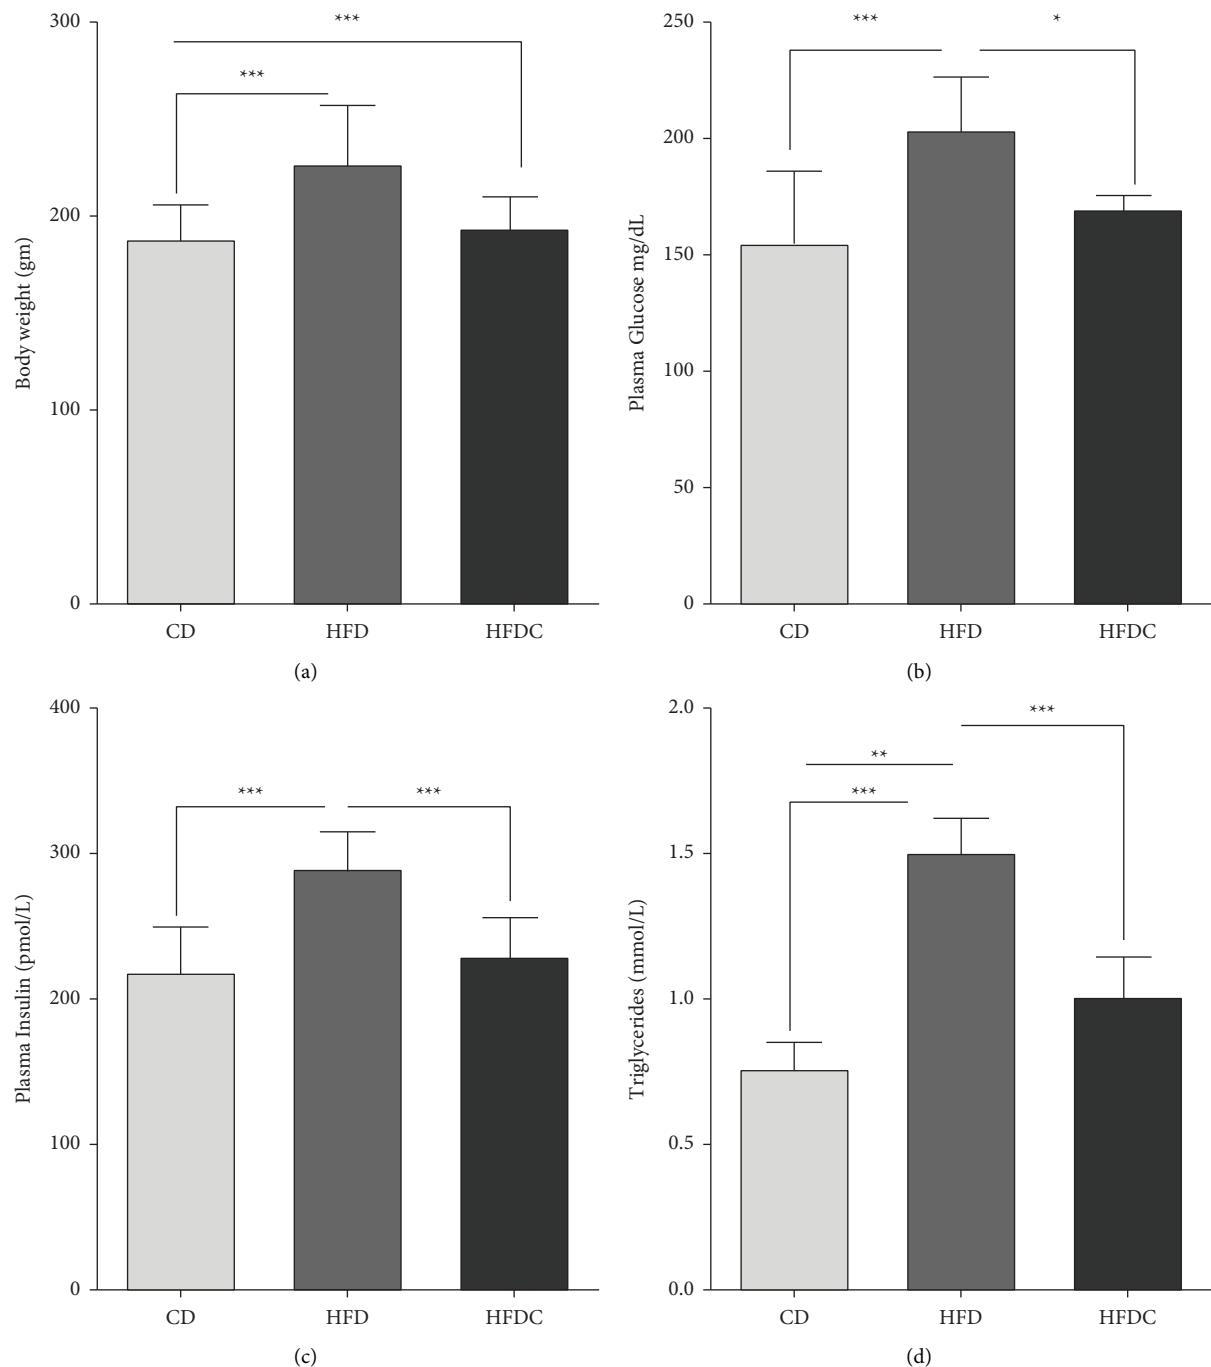 300
200
100
0
Body weight (gm)
***
***
CD
HFD
HFDC
(a)
250
200
150
100
50
0
Plasma Glucose mg/dL
***
*
CD
HFD
HFDC
(b)
400
300
200
100
0
Plasma Insulin (pmol/L)
***
***
CD
HFD
HFDC
(c)
2.0
1.5
1.0
0.5
0.0
Triglycerides (mmol/L)
***
**
***
CD
HFD
HFDC
(d)